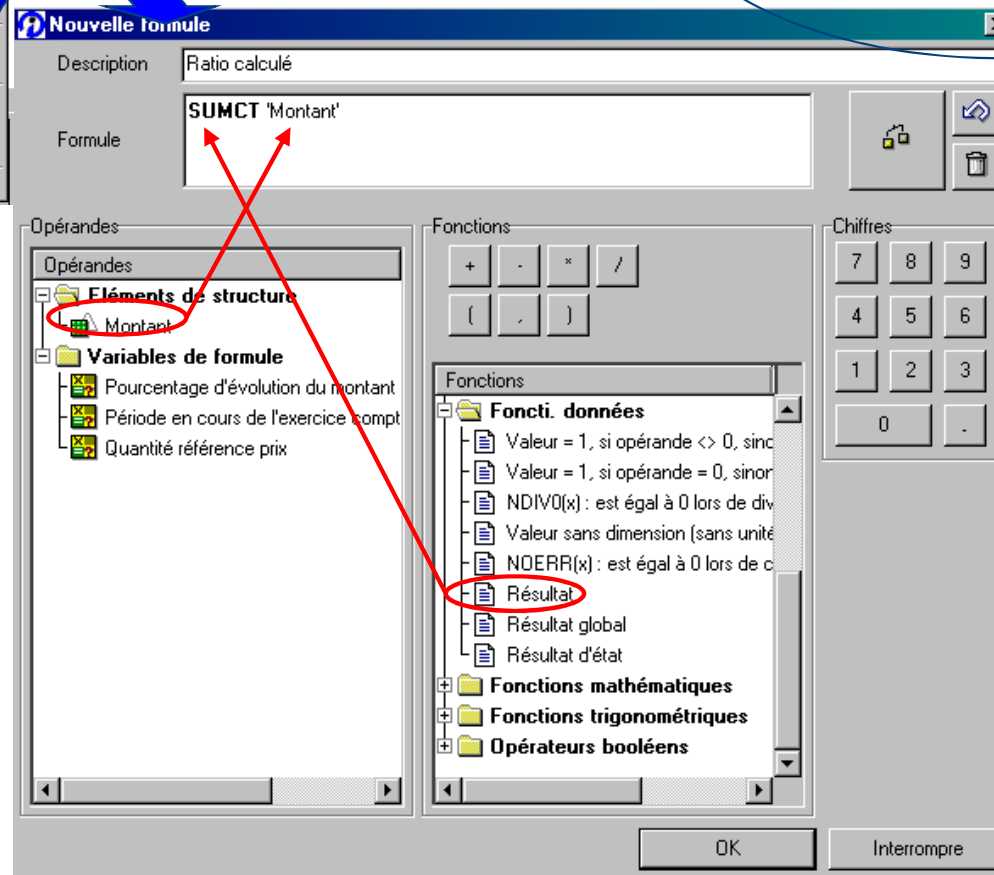 Nouvelle formule
Description
Ratio calculé
Formule
SUMCT 'Montant'
Opérandes
Opérandes
Eléments de structure
Montant
Variables de formule
Pourcentage d'évolution du montant
Période en cours de l'exercice compt
Quantité référence prix
Fonctions
+ - * /
( , )
Fonctions
Foncti. données
Valeur = 1, si opérande <> 0, sinc
Valeur = 1, si opérande = 0, sinor
NDIV0(x) : est égal à 0 lors de div
Valeur sans dimension (sans unité
NOERR(x) : est égal à 0 lors de c
Résultat
Résultat global
Résultat d'état
Fonctions mathématiques
Fonctions trigonométriques
Opérateurs booléens
Chiffres
7 8 9
4 5 6
1 2 3
0 .
OK
Interrompre